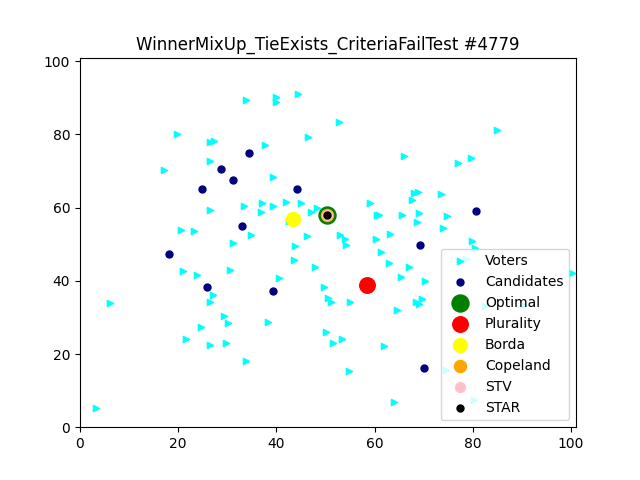 WinnerMixUp_TieExists_CriteriaFailTest #4779
100
80
60
40
20
0
0 20 40 60 80 100
Voters
Candidates
Optimal
Plurality
Borda
Copeland
STV
STAR